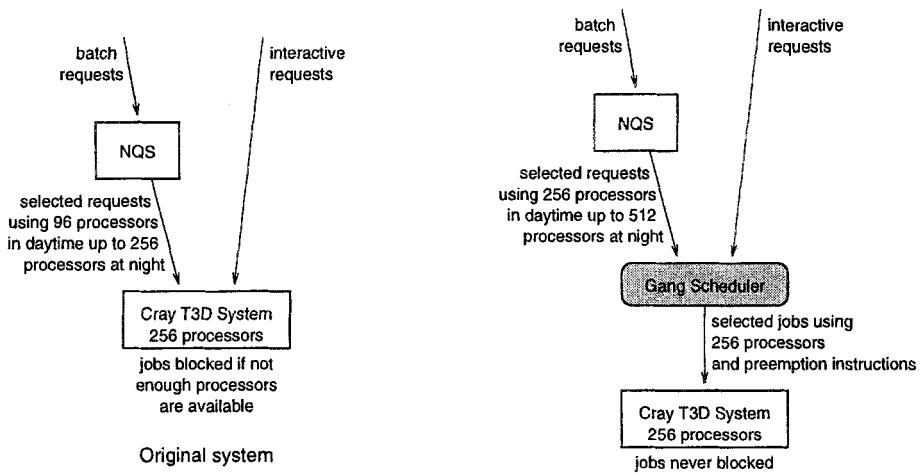 batch
requests
interactive
requests
NQS
selected requests
using 96 processors
in daytime up to 256
processors at night
Cray T3D System
256 processors
jobs blocked if not
enough processors
are available
Original system
batch
requests
interactive
requests
NQS
selected requests
using 256 processors
in daytime up to 512
processors at night
Gang Scheduler
selected jobs using
256 processors
and preemption instructions
Cray T3D System
256 processors
jobs never blocked